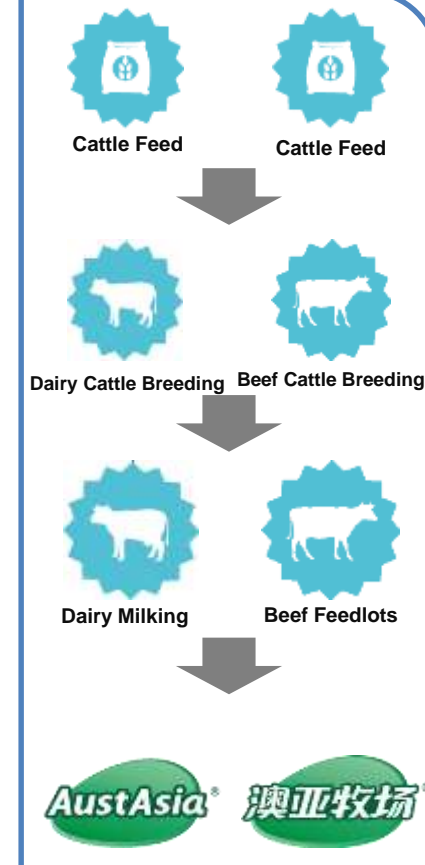 Cattle Feed
Cattle Feed
Dairy Cattle Breeding
Beef Cattle Breeding
Dairy Milking
Beef Feedlots
AustAsia®
澳亚牧场®